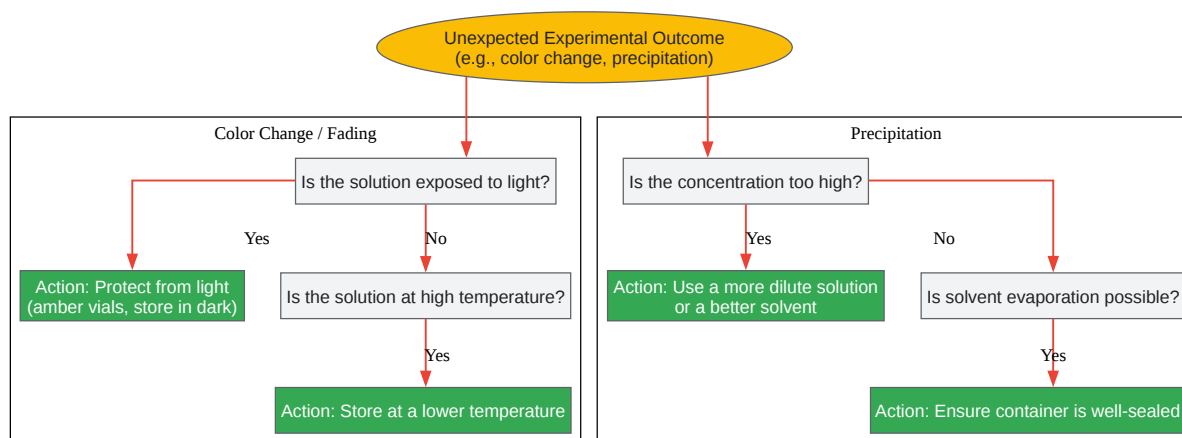 Unexpected Experimental Outcome
(e.g., color change, precipitation)
Color Change / Fading
Is the solution exposed to light?
Yes
No
Action: Protect from light
(amber vials, store in dark)
Is the solution at high temperature?
Yes
Action: Store at a lower temperature
Precipitation
Is the concentration too high?
Yes
No
Action: Use a more dilute solution
or a better solvent
Is solvent evaporation possible?
Yes
Action: Ensure container is well-sealed